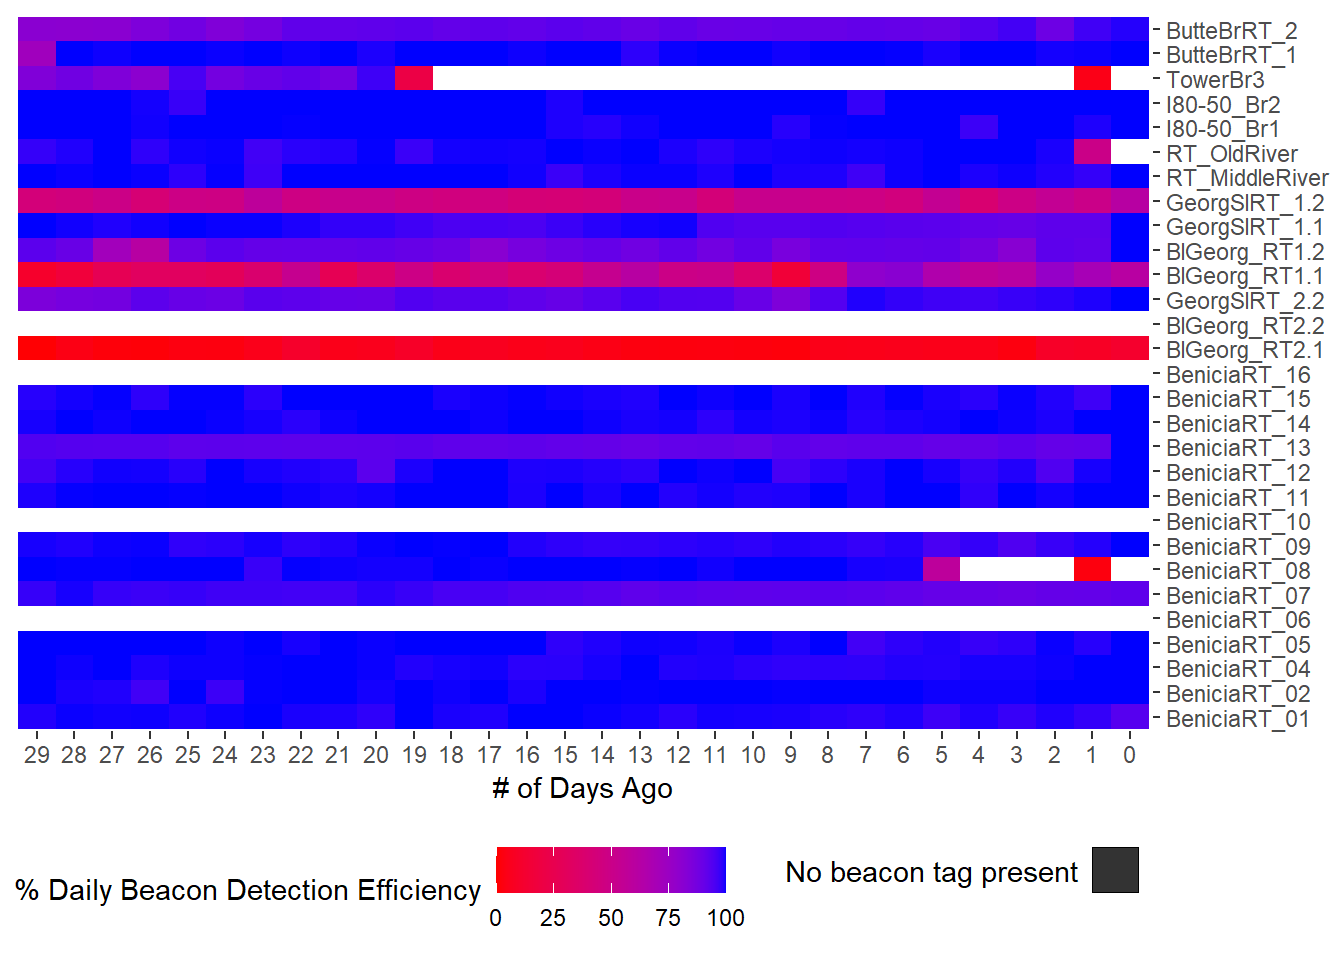 ButteBrRT_2
ButteBrRT_1
TowerBr3
I80-50_Br2
I80-50_Br1
RT_OldRiver
RT_MiddleRiver
GeorgSlRT_1.2
GeorgSlRT_1.1
BlGeorg_RT1.2
BlGeorg_RT1.1
GeorgSlRT_2.2
BlGeorg_RT2.2
BlGeorg_RT2.1
BeniciaRT_16
BeniciaRT_15
BeniciaRT_14
BeniciaRT_13
BeniciaRT_12
BeniciaRT_11
BeniciaRT_10
BeniciaRT_09
BeniciaRT_08
BeniciaRT_07
BeniciaRT_06
BeniciaRT_05
BeniciaRT_04
BeniciaRT_02
BeniciaRT_01
29 28 27 26 25 24 23 22 21 20 19 18 17 16 15 14 13 12 11 10 9 8 7 6 5 4 3 2 1 0
# of Days Ago
% Daily Beacon Detection Efficiency
0 25 50 75 100
No beacon tag present